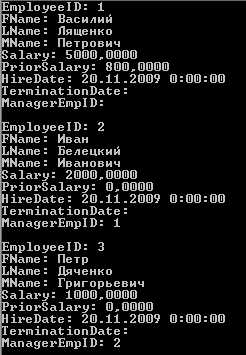 EmployeeID: 1
FName: Василий
LName: Лященко
MName: Петрович
Salary: 5000,0000
PriorSalary: 800,0000
HireDate: 20.11.2009 0:00:00
TerminationDate:
ManagerEmpID:
EmployeeID: 2
FName: Иван
LName: Белецкий
MName: Иванович
Salary: 2000,0000
PriorSalary: 0,0000
HireDate: 20.11.2009 0:00:00
TerminationDate:
ManagerEmpID: 1
EmployeeID: 3
FName: Петр
LName: Дяченко
MName: Григорьевич
Salary: 1000,0000
PriorSalary: 0,0000
HireDate: 20.11.2009 0:00:00
TerminationDate:
ManagerEmpID: 2